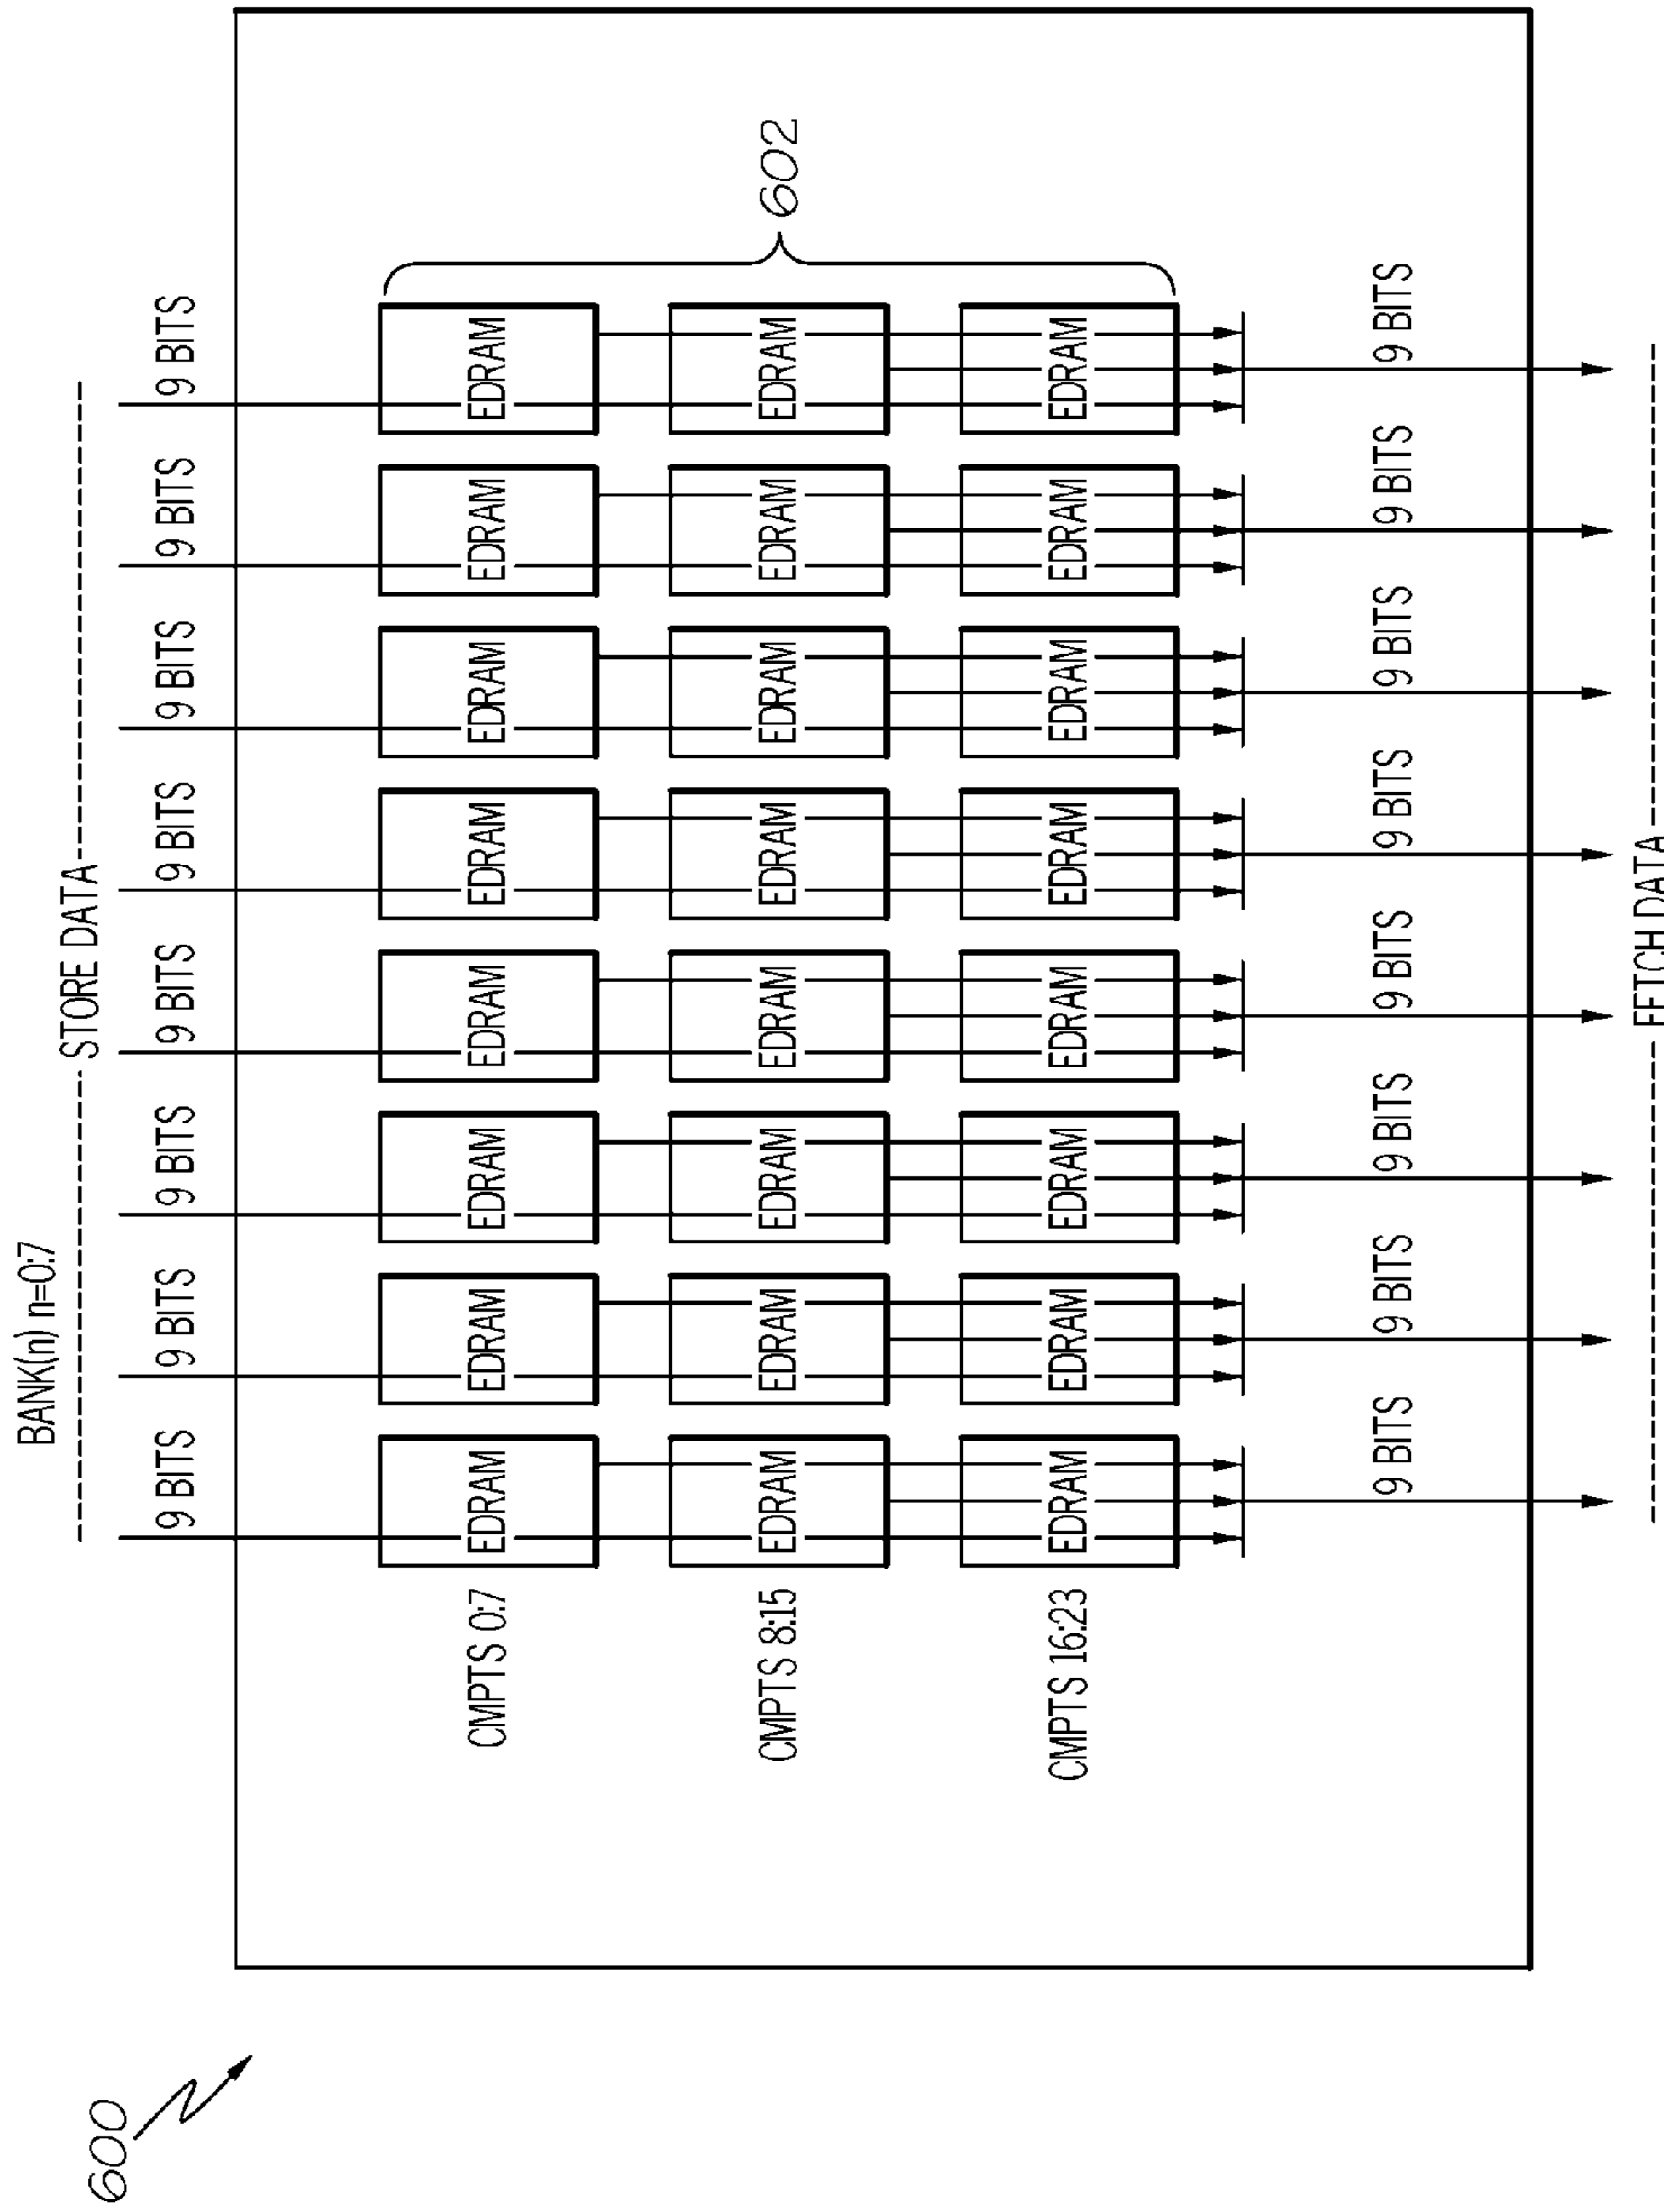 BANK(n) n=0:7
STORE DATA
600
9 BITS 9 BITS 9 BITS 9 BITS 9 BITS 9 BITS 9 BITS 9 BITS
CMPTS 0:7 EDRAM EDRAM EDRAM EDRAM EDRAM EDRAM EDRAM EDRAM
CMPTS 8:15 EDRAM EDRAM EDRAM EDRAM EDRAM EDRAM EDRAM EDRAM 602
CMPTS 16:23 EDRAM EDRAM EDRAM EDRAM EDRAM EDRAM EDRAM EDRAM
9 BITS 9 BITS 9 BITS 9 BITS 9 BITS 9 BITS 9 BITS 9 BITS
FETCH DATA